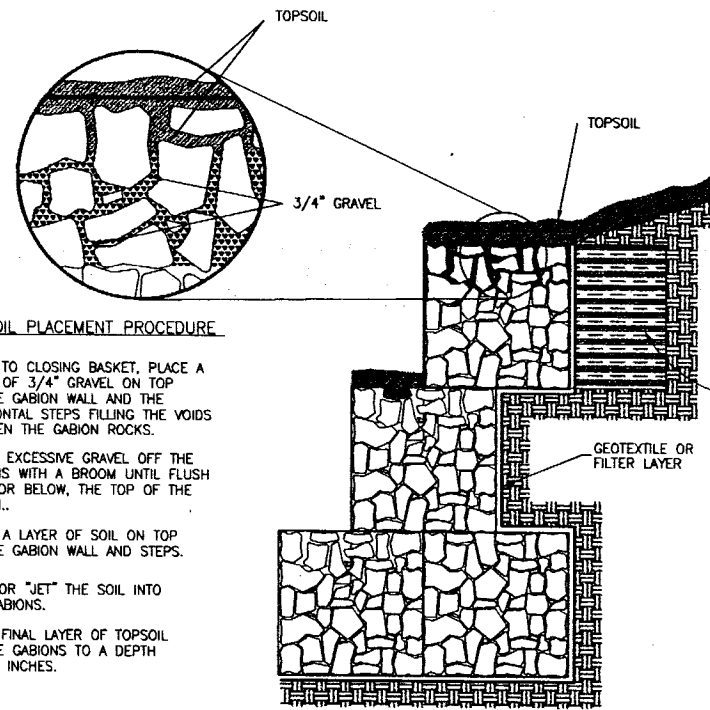 TOPSOIL
TOPSOIL
3/4" GRAVEL
OIL PLACEMENT PROCEDURE
TO CLOSING BASKET, PLACE A
OF 3/4" GRAVEL ON TOP
E GABION WALL AND THE
ONTAL STEPS FILLING THE VOIDS
EN THE GABION ROCKS.
EXCESSIVE GRAVEL OFF THE
NS WITH A BROOM UNTIL FLUSH
OR BELOW, THE TOP OF THE
A LAYER OF SOIL ON TOP
E GABION WALL AND STEPS.
OR "JET" THE SOIL INTO
ABIONS.
FINAL LAYER OF TOPSOIL
E GABIONS TO A DEPTH
INCHES.
GEOTEXTILE OR
FILTER LAYER